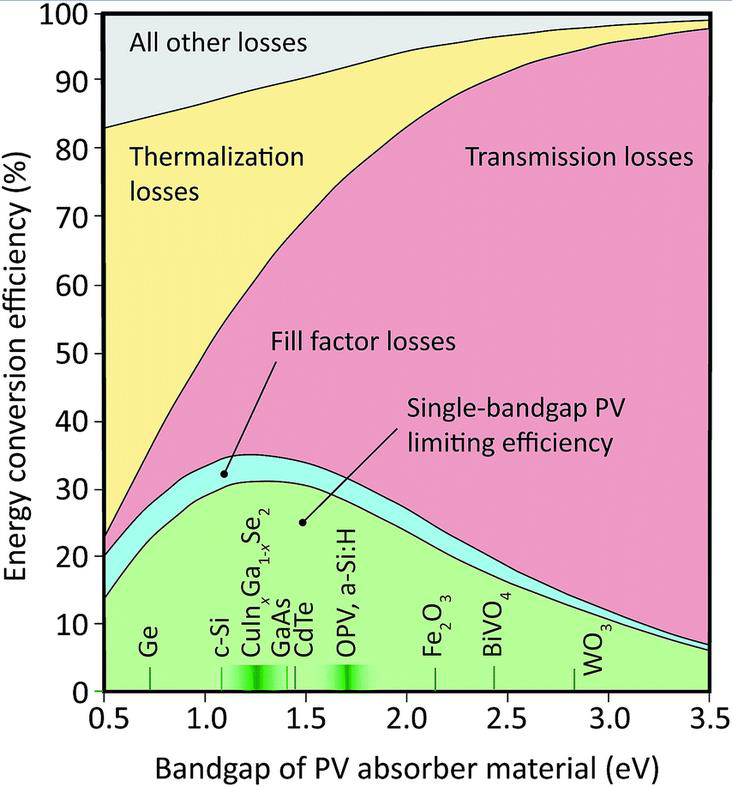 Energy conversion efficiency (%)
100
90
80
70
60
50
40
30
20
10
0
All other losses
Thermalization
losses
Transmission losses
Fill factor losses
Single-bandgap PV
limiting efficiency
Ge
c-Si
CuInₓGa₁₋ₓSe₂
GaAs
CdTe
OPV, a-Si:H
Fe₂O₃
BiVO₄
WO₃
0.5 1.0 1.5 2.0 2.5 3.0 3.5
Bandgap of PV absorber material (eV)